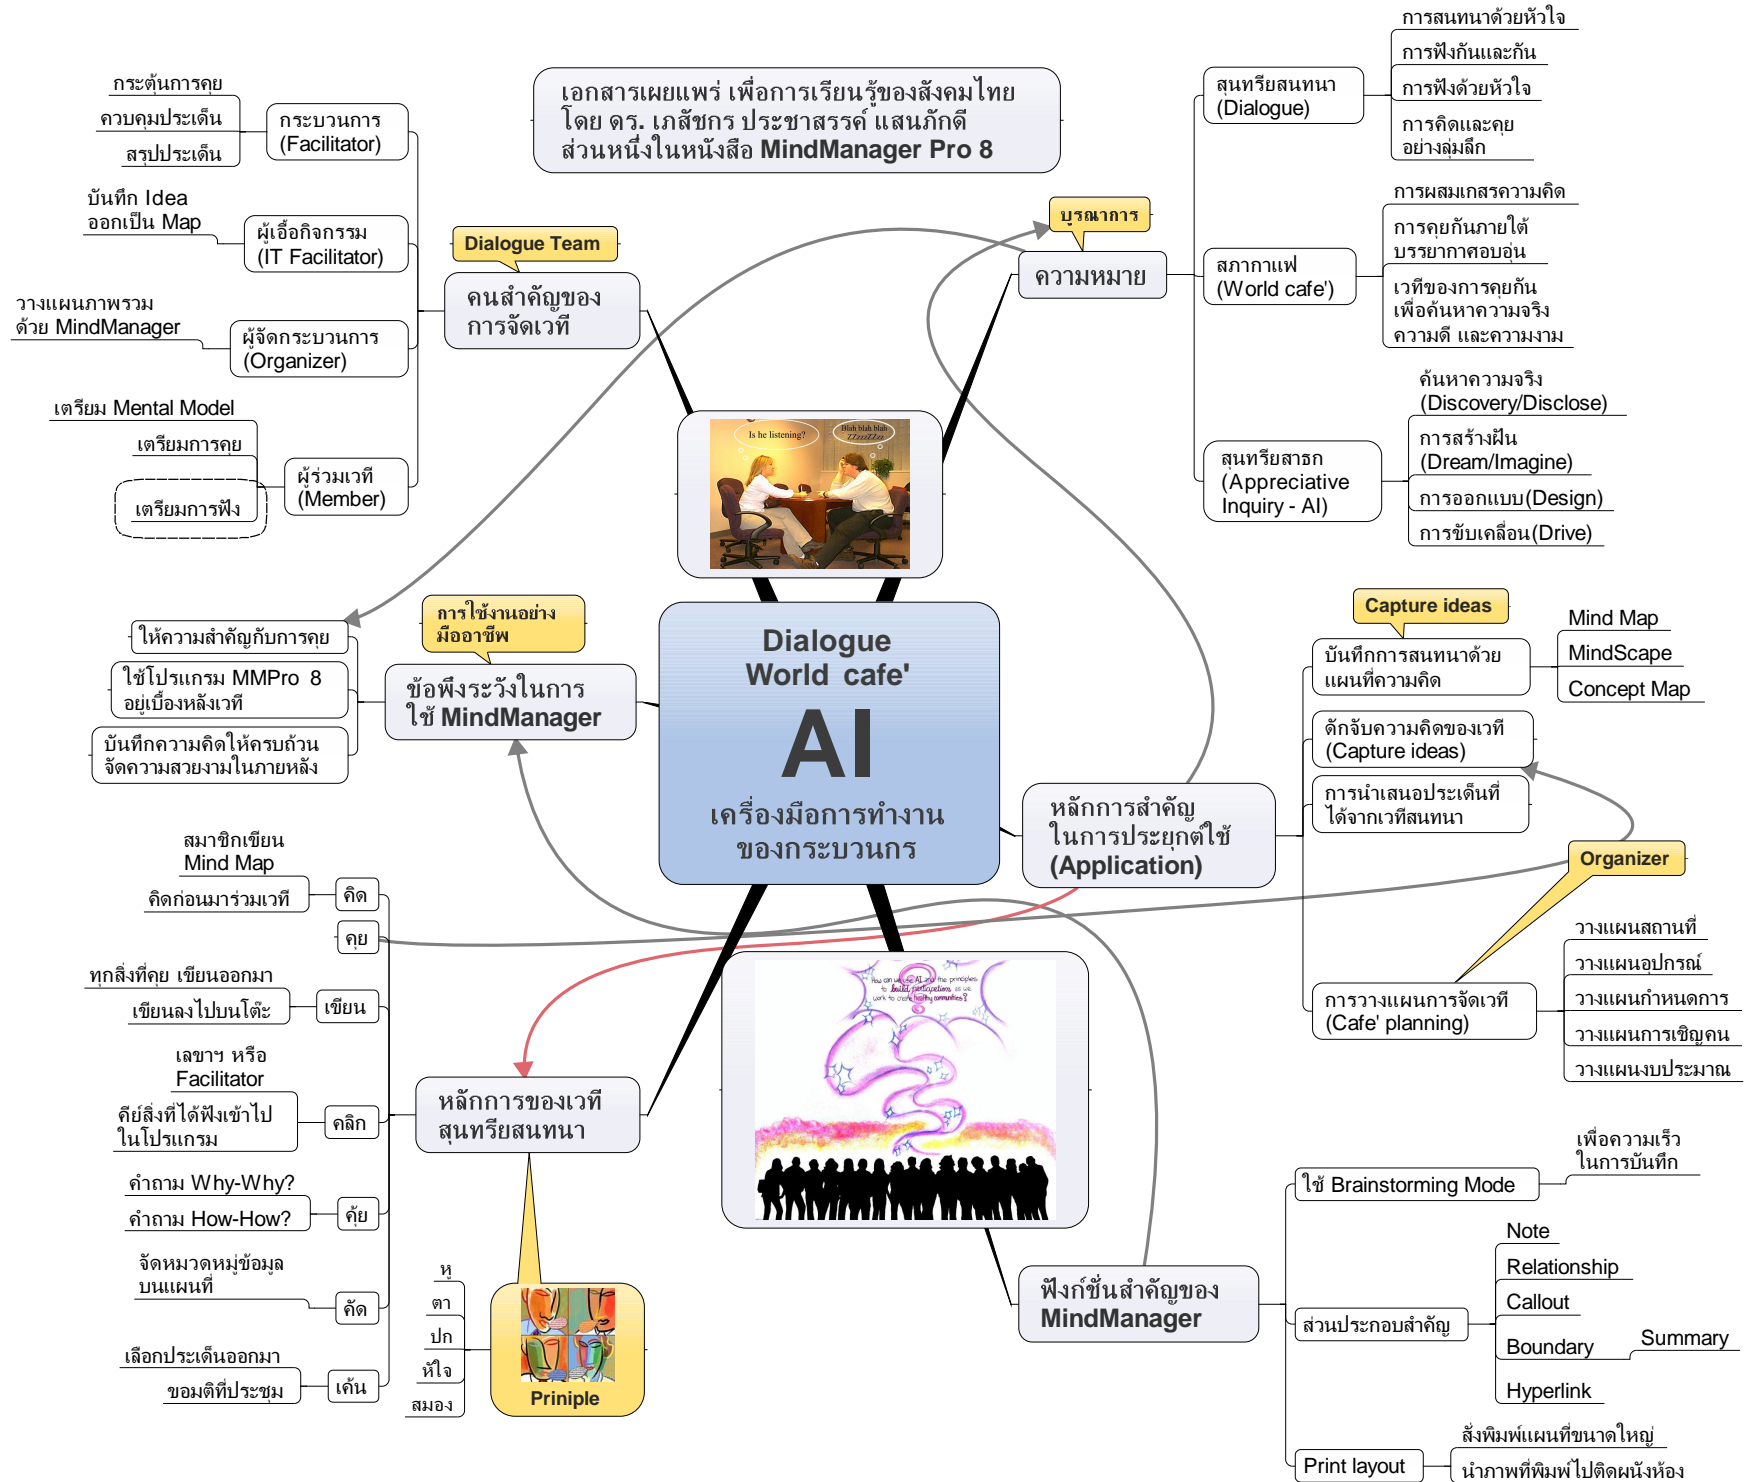 เอกสารเผยแพร่ เพื่อการเรียนรู้ของสังคมไทย
โดย ดร. เภสัชกร ประชาสรรค์ แสนภักดี
ส่วนหนึ่งในหนังสือ MindManager Pro 8
Dialogue
World cafe'
AI
เครื่องมือการทำงาน
ของกระบวนกร
Is he listening?
Blah blah blah
ZZzzzZZzz
บูรณาการ
ความหมาย
สุนทรียสนทนา
(Dialogue)
การสนทนาด้วยหัวใจ
การฟังกันและกัน
การฟังด้วยหัวใจ
การคิดและคุย
อย่างลุ่มลึก
สภากาแฟ
(World cafe')
การผสมเกสรความคิด
การคุยกันภายใต้
บรรยากาศอบอุ่น
เวทีของการคุยกัน
เพื่อค้นหาความจริง
ความดี และความงาม
สุนทรียสาธก
(Appreciative
Inquiry - AI)
ค้นหาความจริง
(Discovery/Disclose)
การสร้างฝัน
(Dream/Imagine)
การออกแบบ(Design)
การขับเคลื่อน(Drive)
หลักการสำคัญ
ในการประยุกต์ใช้
(Application)
Capture ideas
บันทึกการสนทนาด้วย
แผนที่ความคิด
Mind Map
MindScape
Concept Map
ดักจับความคิดของเวที
(Capture ideas)
การนำเสนอประเด็นที่
ได้จากเวทีสนทนา
Organizer
การวางแผนการจัดเวที
(Cafe' planning)
วางแผนสถานที่
วางแผนอุปกรณ์
วางแผนกำหนดการ
วางแผนการเชิญคน
วางแผนงบประมาณ
How can we use AI and the principles
to build participation as we
work to create healthy communities?
ฟังก์ชั่นสำคัญของ
MindManager
ใช้ Brainstorming Mode
เพื่อความเร็ว
ในการบันทึก
ส่วนประกอบสำคัญ
Note
Relationship
Callout
Boundary
Summary
Hyperlink
Print layout
สั่งพิมพ์แผนที่ขนาดใหญ่
นำภาพที่พิมพ์ไปติดผนังห้อง
Dialogue Team
คนสำคัญของ
การจัดเวที
กระบวนการ
(Facilitator)
กระตุ้นการคุย
ควบคุมประเด็น
สรุปประเด็น
ผู้เอื้อกิจกรรม
(IT Facilitator)
บันทึก Idea
ออกเป็น Map
ผู้จัดกระบวนการ
(Organizer)
วางแผนภาพรวม
ด้วย MindManager
ผู้ร่วมเวที
(Member)
เตรียม Mental Model
เตรียมการคุย
เตรียมการฟัง
การใช้งานอย่าง
มืออาชีพ
ข้อพึงระวังในการ
ใช้ MindManager
ให้ความสำคัญกับการคุย
ใช้โปรแกรม MMPro 8
อยู่เบื้องหลังเวที
บันทึกความคิดให้ครบถ้วน
จัดความสวยงามในภายหลัง
หลักการของเวที
สุนทรียสนทนา
คิด
สมาชิกเขียน
Mind Map
คิดก่อนมาร่วมเวที
คุย
เขียน
ทุกสิ่งที่คุย เขียนออกมา
เขียนลงไปบนโต๊ะ
คลิก
เลขาฯ หรือ
Facilitator
คีย์สิ่งที่ได้ฟังเข้าไป
ในโปรแกรม
คุ้ย
คำถาม Why-Why?
คำถาม How-How?
คัด
จัดหมวดหมู่ข้อมูล
บนแผนที่
เค้น
เลือกประเด็นออกมา
ขอมติที่ประชุม
Priniple
หู
ตา
ปก
หัใจ
สมอง